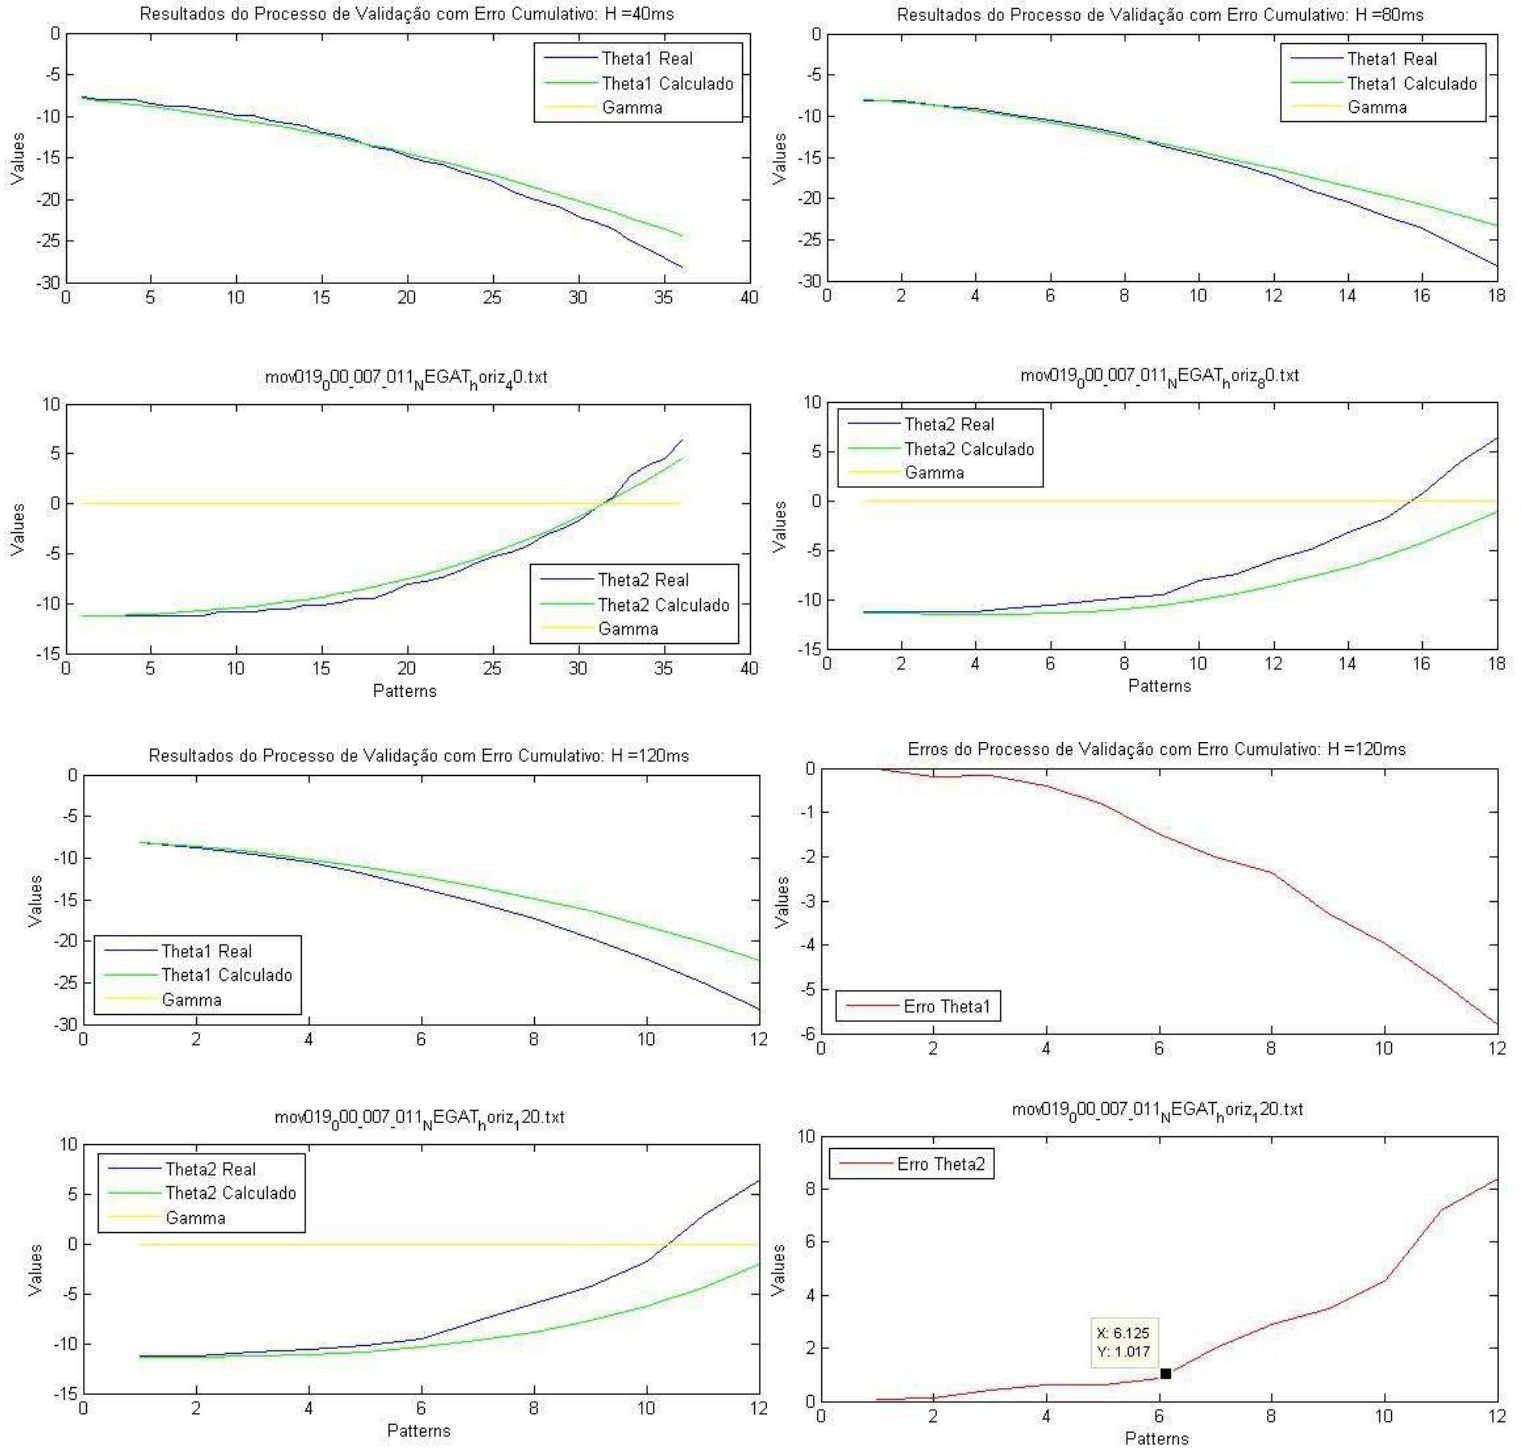 Resultados do Processo de Validação com Erro Cumulativo: H =40ms
0
-5
-10
-15
-20
-25
-30
Values
Theta1 Real
Theta1 Calculado
Gamma
0 5 10 15 20 25 30 35 40
Resultados do Processo de Validação com Erro Cumulativo: H =80ms
0
-5
-10
-15
-20
-25
-30
Values
Theta1 Real
Theta1 Calculado
Gamma
0 2 4 6 8 10 12 14 16 18
mov019_000_007_011_NEGAT_horiz_40.txt
10
5
0
-5
-10
-15
Values
Theta2 Real
Theta2 Calculado
Gamma
0 5 10 15 20 25 30 35 40
Patterns
mov019_000_007_011_NEGAT_horiz_80.txt
10
5
0
-5
-10
-15
Values
Theta2 Real
Theta2 Calculado
Gamma
0 2 4 6 8 10 12 14 16 18
Patterns
Resultados do Processo de Validação com Erro Cumulativo: H =120ms
0
-5
-10
-15
-20
-25
-30
Values
Theta1 Real
Theta1 Calculado
Gamma
0 2 4 6 8 10 12
Erros do Processo de Validação com Erro Cumulativo: H =120ms
0
-1
-2
-3
-4
-5
-6
Values
Erro Theta1
0 2 4 6 8 10 12
mov019_000_007_011_NEGAT_horiz_120.txt
10
5
0
-5
-10
-15
Values
Theta2 Real
Theta2 Calculado
Gamma
0 2 4 6 8 10 12
Patterns
mov019_000_007_011_NEGAT_horiz_120.txt
10
8
6
4
2
0
Values
Erro Theta2
X: 6.125
Y: 1.017
0 2 4 6 8 10 12
Patterns